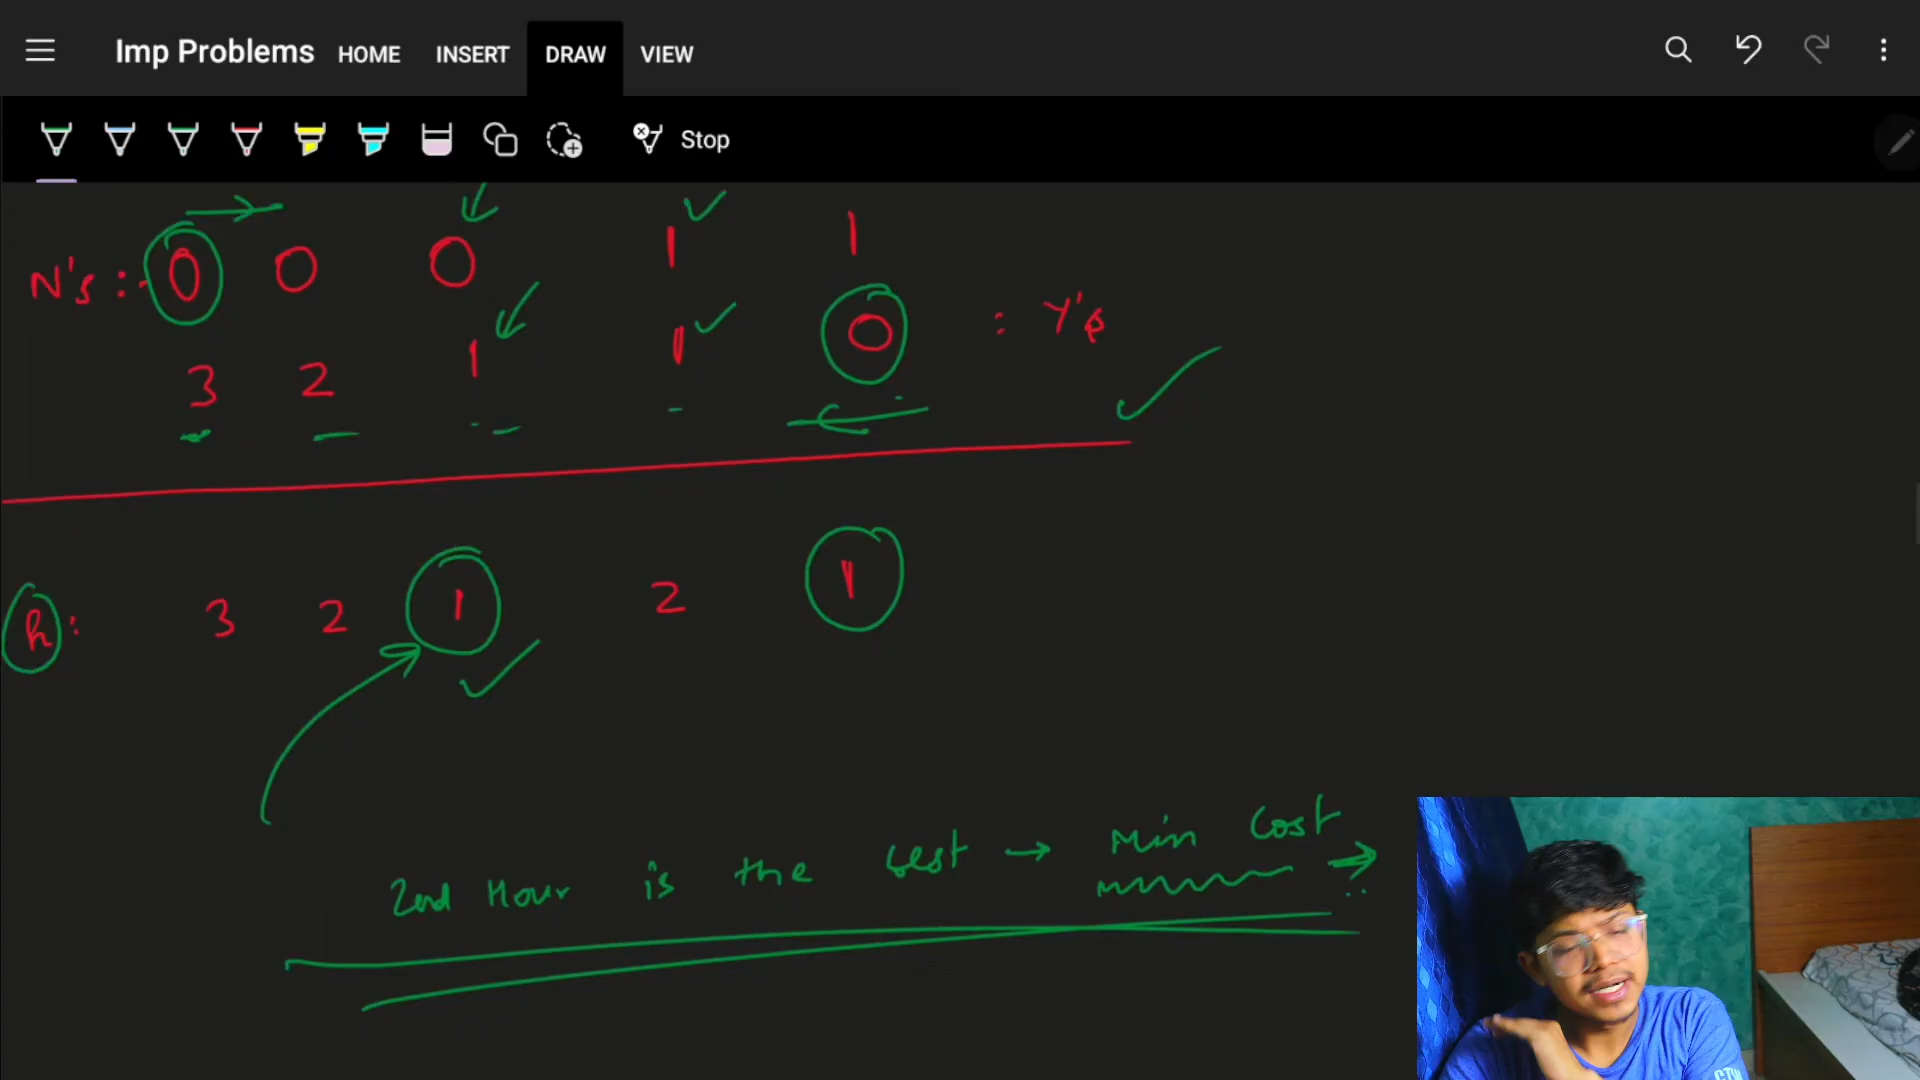 Imp Problems HOME INSERT DRAW VIEW
Stop
N's : 0 0 0 1 1
3 2 1 1 0 : Y's
h : 3 2 1 2 1
2nd Hour is the best → Min Cost →